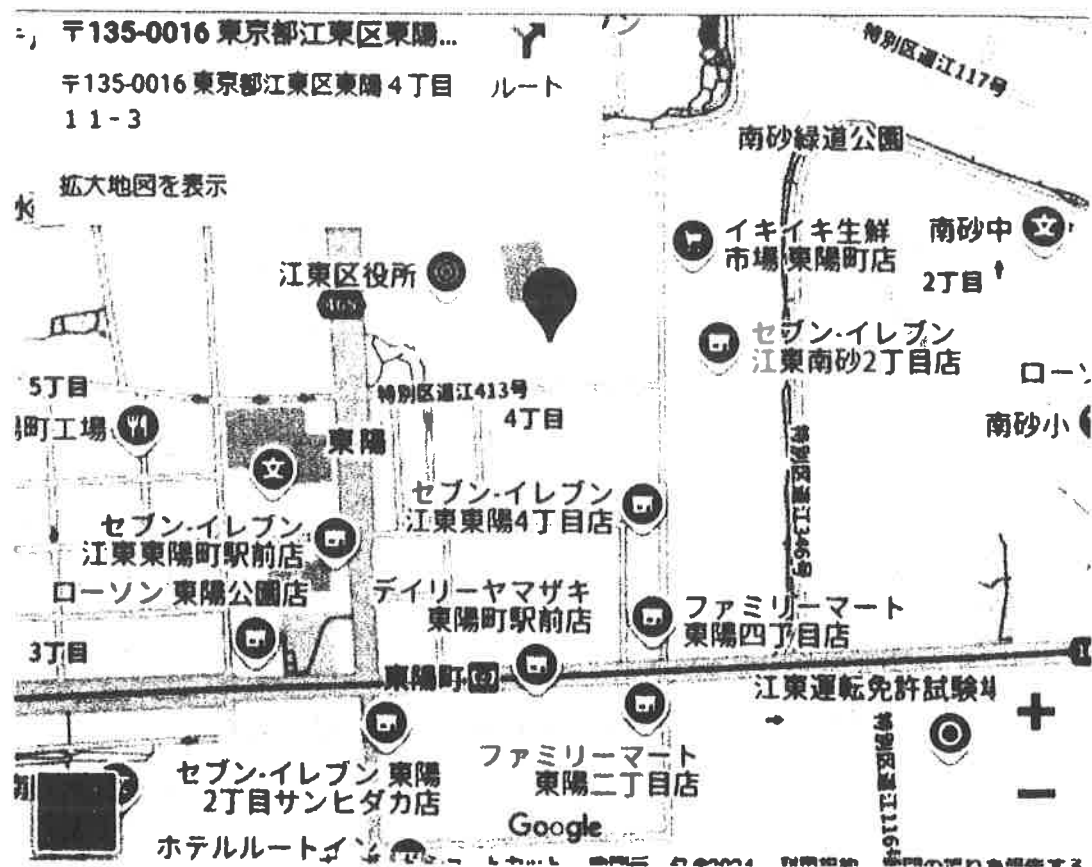 〒135-0016 東京都江東区東陽...
〒135-0016 東京都江東区東陽4丁目
11-3
ルート
拡大地図を表示
特別区道江117号
南砂緑道公園
イキイキ生鮮
市場 東陽町店
南砂中
2丁目
江東区役所
465
セブン-イレブン
江東南砂2丁目店
5丁目
特別区道江413号
4丁目
南砂小
町工場
東陽
特別区道江346号
セブン-イレブン
江東東陽4丁目店
セブン-イレブン
江東東陽町駅前店
ローソン 東陽公園店
デイリーヤマザキ
東陽町駅前店
ファミリーマート
東陽四丁目店
3丁目
東陽町
江東運転免許試験場
セブン-イレブン 東陽
2丁目サンヒダカ店
ファミリーマート
東陽二丁目店
特別区道江116号
ホテルルートイン
Google
©2024
利用規約